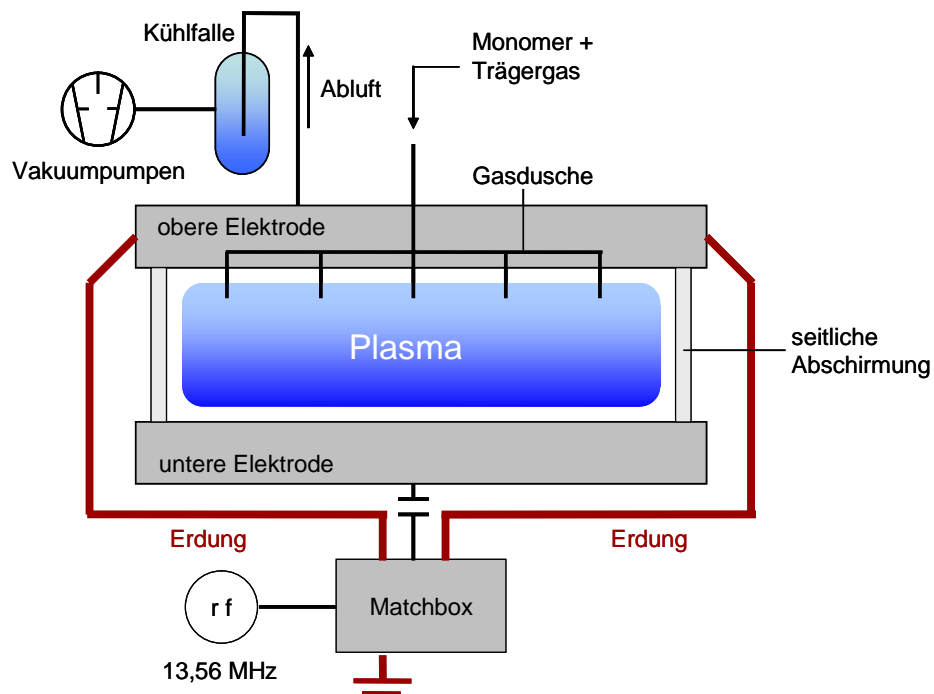 Kühlfalle
Monomer +
Trägergas
Abluft
Vakuumpumpen
Gasdusche
obere Elektrode
Plasma
seitliche
Abschirmung
untere Elektrode
Erdung
Erdung
Matchbox
r f
13,56 MHz